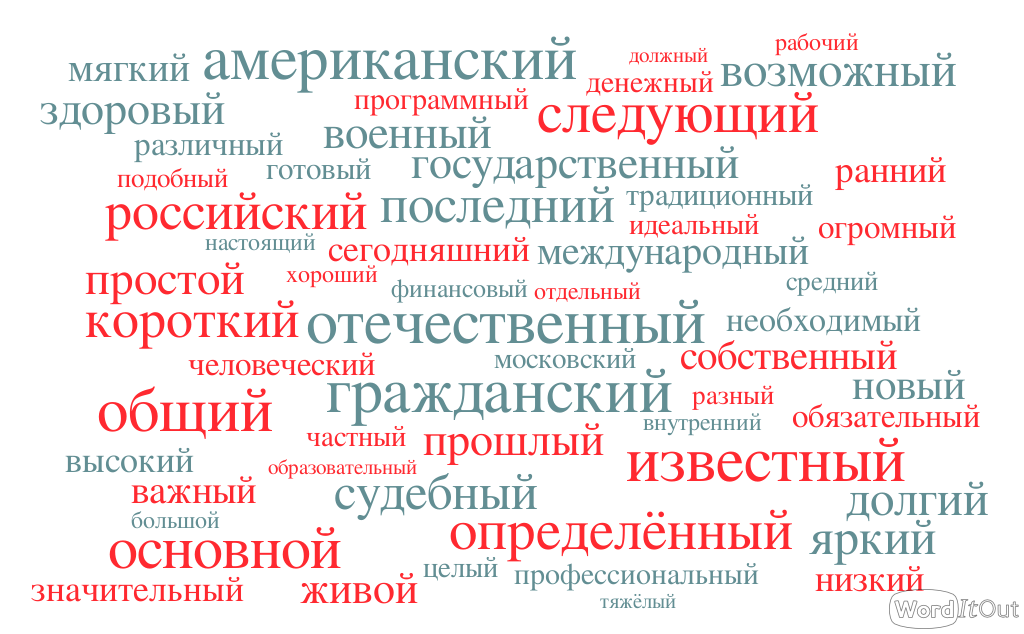 рабочий
должный
американский
мягкий
возможный
денежный
программный
здоровый
следующий
военный
различный
государственный
готовый
ранний
подобный
традиционный
российский
последний
идеальный
огромный
настоящий
сегодняшний
международный
простой
хороший
финансовый
отдельный
средний
короткий
отечественный
необходимый
человеческий
московский
собственный
гражданский
новый
общий
разный
внутренний
обязательный
частный
прошлый
высокий
образовательный
известный
важный
судебный
долгий
большой
основной
определённый
яркий
целый
профессиональный
низкий
значительный
живой
тяжёлый
WordItOut